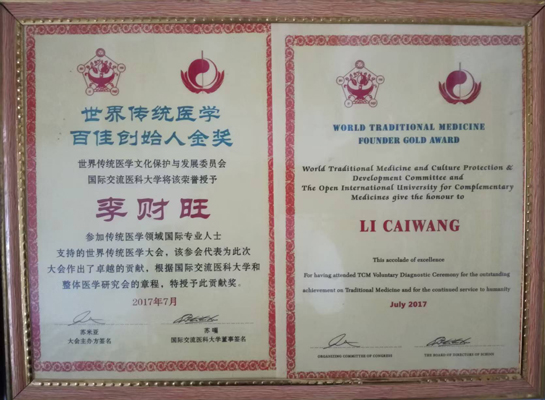 世界传统医学
百佳创始人金奖
世界传统医学文化保护与发展委员会
国际交流医科大学将该荣誉授予
李财旺
参加传统医学领域国际专业人士
支持的世界传统医学大会，该参会代表为此次
大会作出了卓越的贡献，根据国际交流医科大学和
整体医学研究会的章程，特授予此贡献奖。
2017年7月
大会主办方签名
国际交流医科大学董事签名
WORLD TRADITIONAL MEDICINE
FOUNDER GOLD AWARD
World Traditional Medicine and Culture Protection &
Development Committee and
The Open International University for Complementary
Medicines give the honour to
LI CAIWANG
This accolade of excellence
For having attended TCM Voluntary Diagnostic Ceremony for the outstanding
achievement on Traditional Medicine and for the continued service to humanity
July 2017
ORGANIZING COMMITTEE OF CONGRESS
THE BOARD OF DIRECTORS OF